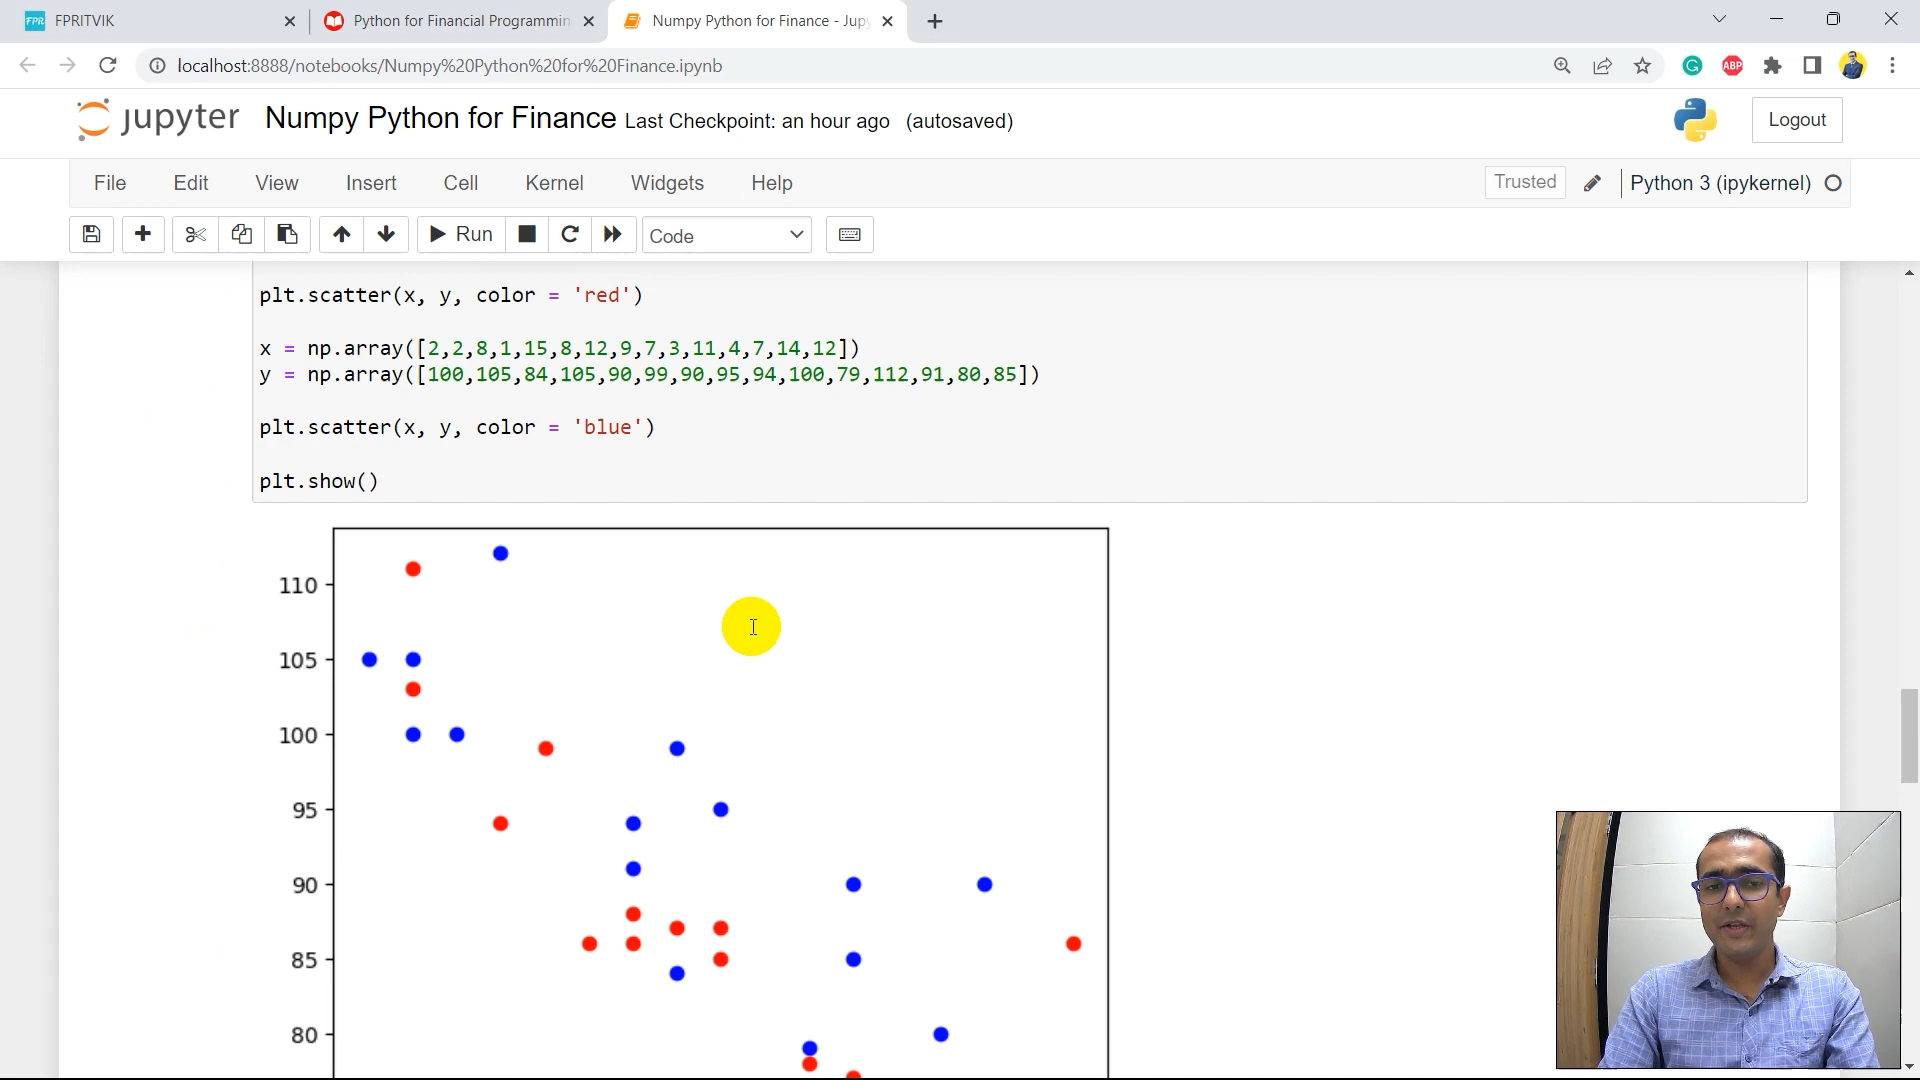 FPR FPRITVIK
Python for Financial Programmin
Numpy Python for Finance - Jup
localhost:8888/notebooks/Numpy%20Python%20for%20Finance.ipynb
G
ABP
jupyter Numpy Python for Finance Last Checkpoint: an hour ago (autosaved)
Logout
File Edit View Insert Cell Kernel Widgets Help
Trusted
Python 3 (ipykernel)
Run
Code
plt.scatter(x, y, color = 'red')
x = np.array([2,2,8,1,15,8,12,9,7,3,11,4,7,14,12])
y = np.array([100,105,84,105,90,99,90,95,94,100,79,112,91,80,85])
plt.scatter(x, y, color = 'blue')
plt.show()
110
105
100
95
90
85
80